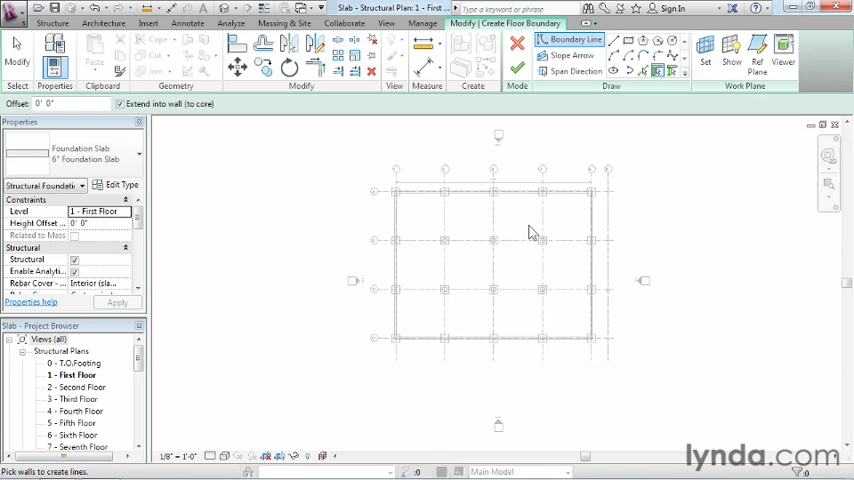 Slab - Structural Plan: 1 - First ...
Type a keyword or phrase
Sign In
Structure Architecture Insert Annotate Analyze Massing & Site Collaborate View Manage Modify | Create Floor Boundary
Modify
Paste
Cope
Cut
Join
Boundary Line
Slope Arrow
Span Direction
Set
Show
Ref Plane
Viewer
Select Properties Clipboard Geometry Modify View Measure Create Mode Draw Work Plane
Offset: 0' 0" Extend into wall (to core)
Properties
Foundation Slab
6" Foundation Slab
Structural Foundati... Edit Type
Constraints
Level 1 - First Floor
Height Offset ... 0' 0"
Related to Mass
Structural
Structural
Enable Analyti...
Rebar Cover - ... Interior (sla...
Properties help Apply
Slab - Project Browser
Views (all)
Structural Plans
0 - T.O.Footing
1 - First Floor
2 - Second Floor
3 - Third Floor
4 - Fourth Floor
5 - Fifth Floor
6 - Sixth Floor
7 - Seventh Floor
1/8" = 1'-0"
Pick walls to create lines.
:0
Main Model
:0
lynda.com